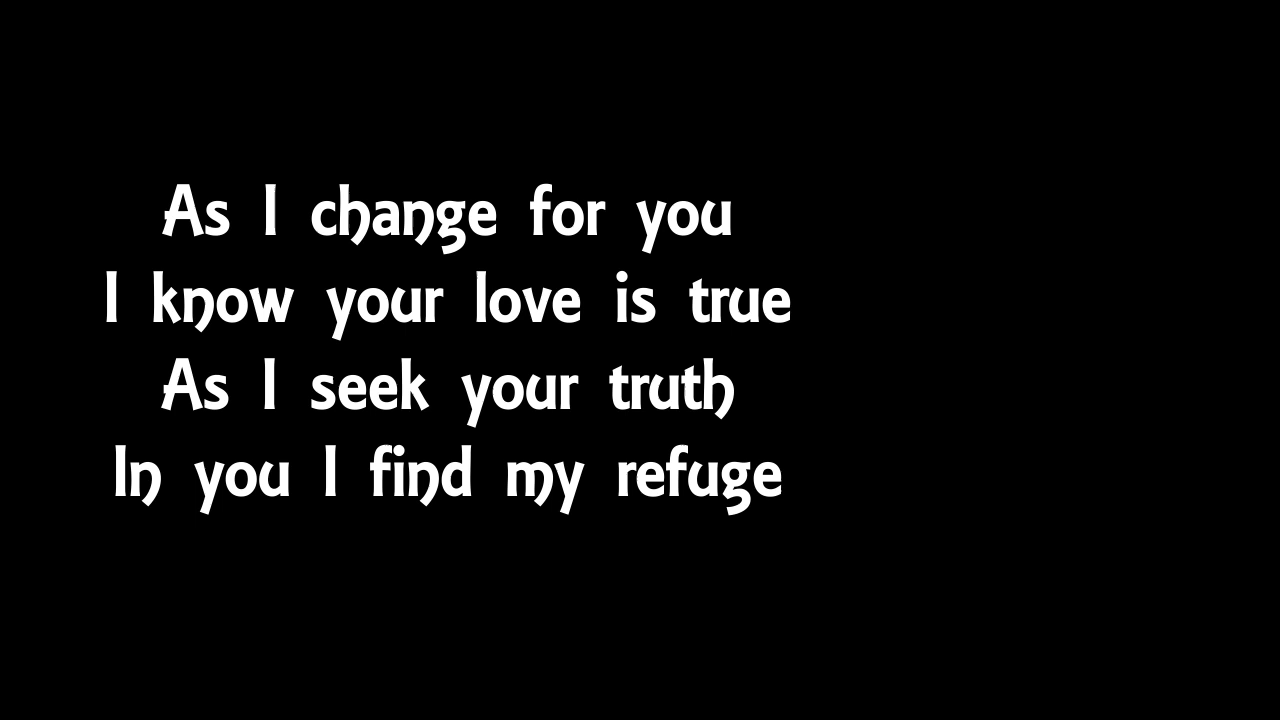 As I change for you
I know your love is true
As I seek your truth
In you I find my refuge